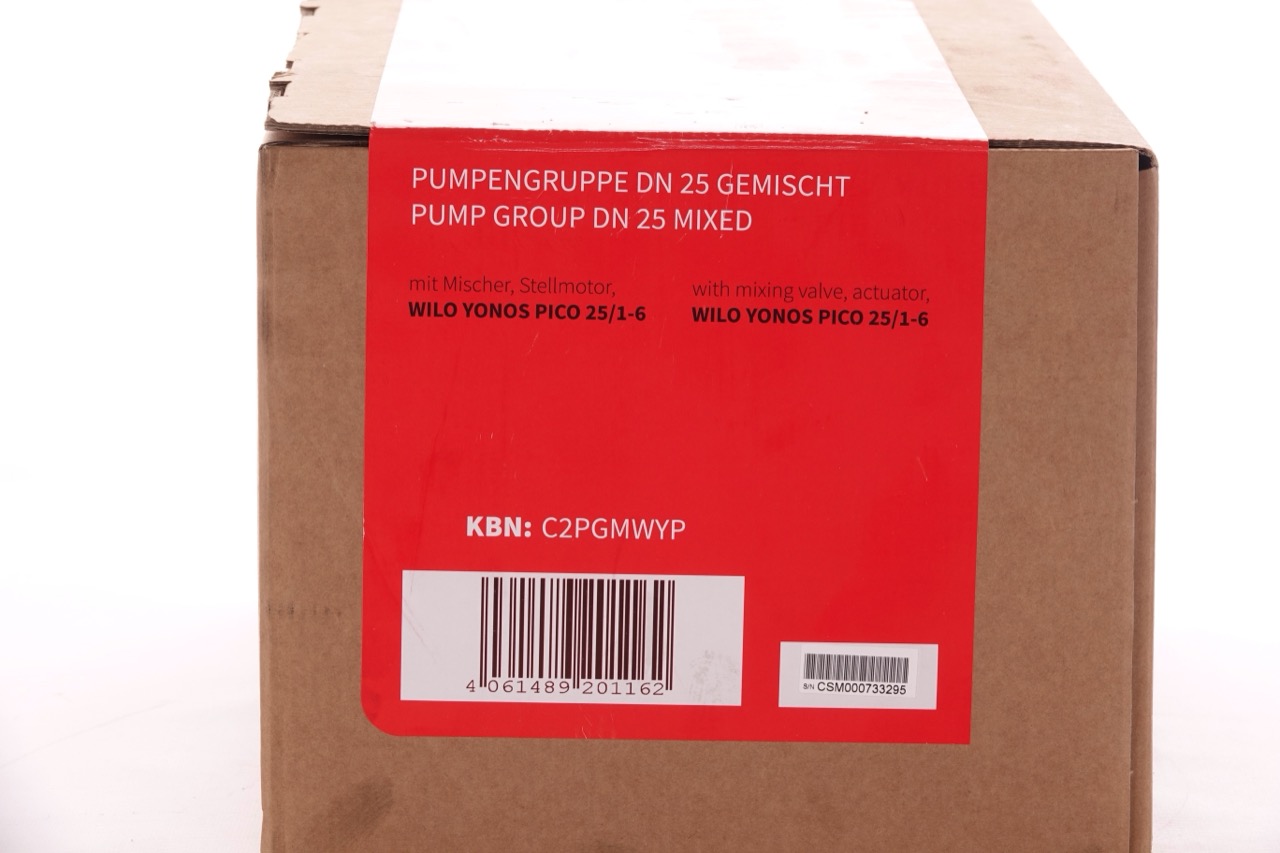 PUMPENGRUPPE DN 25 GEMISCHT
PUMP GROUP DN 25 MIXED
mit Mischer, Stellmotor,
WILO YONOS PICO 25/1-6
with mixing valve, actuator,
WILO YONOS PICO 25/1-6
KBN: C2PGMWYP
4 061489 201162
S/N CSM000733295